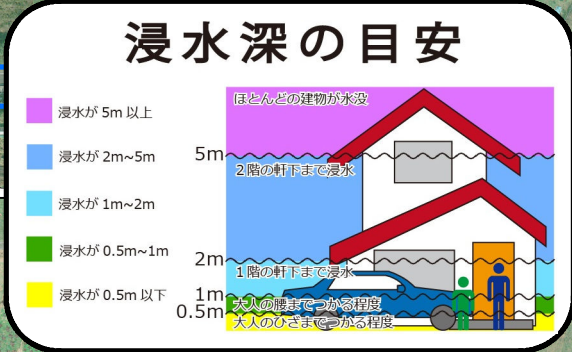 浸水深の目安
浸水が 5m 以上
浸水が 2m~5m
浸水が 1m~2m
浸水が 0.5m~1m
浸水が 0.5m 以下
ほとんどの建物が水没
5m
2階の軒下まで浸水
2m
1階の軒下まで浸水
1m
大人の腰までつかる程度
0.5m
大人のひざまでつかる程度